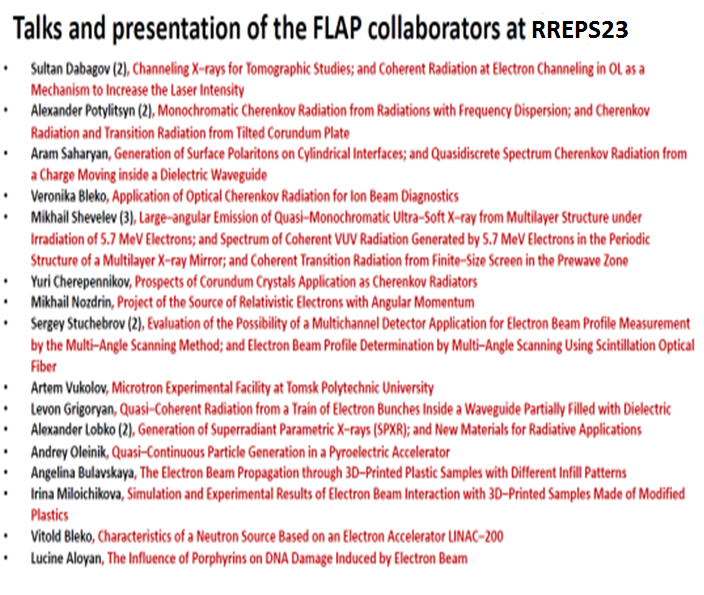 Talks and presentation of the FLAP collaborators at RREPS23
• Sultan Dabagov (2), Channeling X–rays for Tomographic Studies; and Coherent Radiation at Electron Channeling in OL as a
Mechanism to Increase the Laser Intensity
• Alexander Potylitsyn (2), Monochromatic Cherenkov Radiation from Radiations with Frequency Dispersion; and Cherenkov
Radiation and Transition Radiation from Tilted Corundum Plate
• Aram Saharyan, Generation of Surface Polaritons on Cylindrical Interfaces; and Quasidiscrete Spectrum Cherenkov Radiation from
a Charge Moving inside a Dielectric Waveguide
• Veronika Bleko, Application of Optical Cherenkov Radiation for Ion Beam Diagnostics
• Mikhail Shevelev (3), Large–angular Emission of Quasi–Monochromatic Ultra–Soft X–ray from Multilayer Structure under
Irradiation of 5.7 MeV Electrons; and Spectrum of Coherent VUV Radiation Generated by 5.7 MeV Electrons in the Periodic
Structure of a Multilayer X–ray Mirror; and Coherent Transition Radiation from Finite–Size Screen in the Prewave Zone
• Yuri Cherepennikov, Prospects of Corundum Crystals Application as Cherenkov Radiators
• Mikhail Nozdrin, Project of the Source of Relativistic Electrons with Angular Momentum
• Sergey Stuchebrov (2), Evaluation of the Possibility of a Multichannel Detector Application for Electron Beam Profile Measurement
by the Multi–Angle Scanning Method; and Electron Beam Profile Determination by Multi–Angle Scanning Using Scintillation Optical
Fiber
• Artem Vukolov, Microtron Experimental Facility at Tomsk Polytechnic University
• Levon Grigoryan, Quasi–Coherent Radiation from a Train of Electron Bunches Inside a Waveguide Partially Filled with Dielectric
• Alexander Lobko (2), Generation of Superradiant Parametric X–rays (SPXR); and New Materials for Radiative Applications
• Andrey Oleinik, Quasi–Continuous Particle Generation in a Pyroelectric Accelerator
• Angelina Bulavskaya, The Electron Beam Propagation through 3D–Printed Plastic Samples with Different Infill Patterns
• Irina Miloichikova, Simulation and Experimental Results of Electron Beam Interaction with 3D–Printed Samples Made of Modified
Plastics
• Vitold Bleko, Characteristics of a Neutron Source Based on an Electron Accelerator LINAC–200
• Lucine Aloyan, The Influence of Porphyrins on DNA Damage Induced by Electron Beam